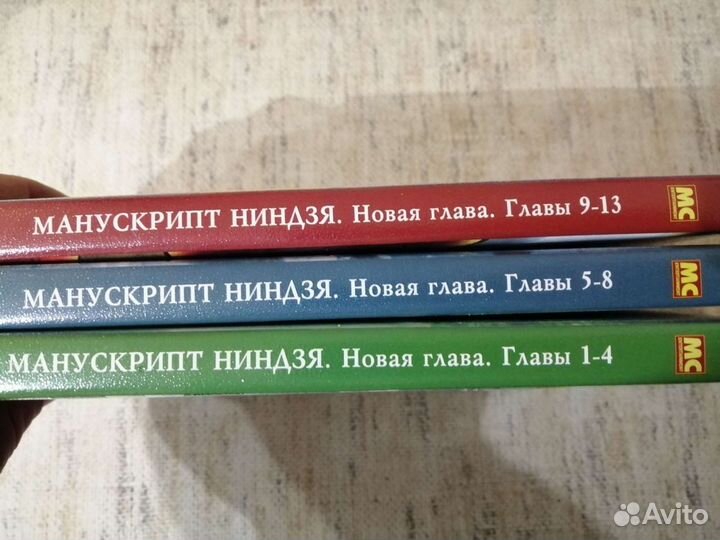 МАНУСКРИПТ НИНДЗЯ. Новая глава. Главы 9-13
МС
МАНУСКРИПТ НИНДЗЯ. Новая глава. Главы 5-8
МС
МАНУСКРИПТ НИНДЗЯ. Новая глава. Главы 1-4
МС
Avito